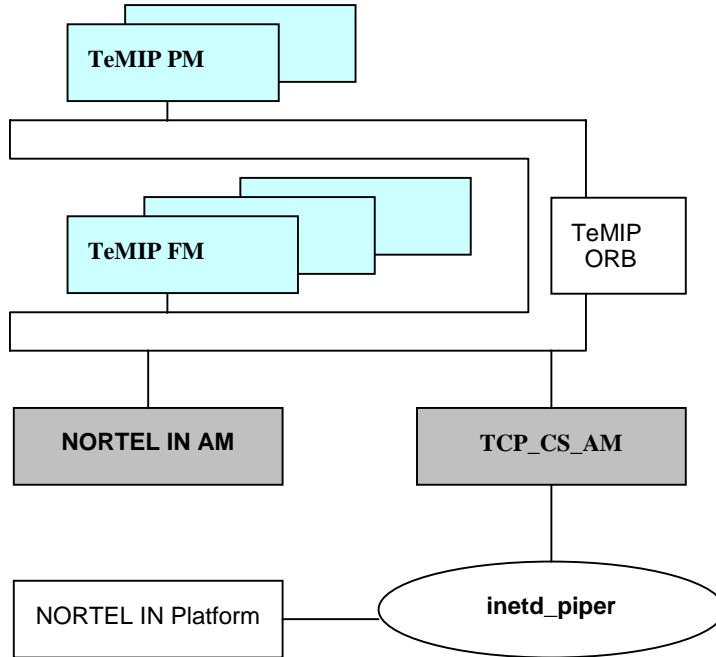 TeMIP PM
TeMIP FM
TeMIP
ORB
NORTEL IN AM
TCP_CS_AM
NORTEL IN Platform
inetd_piper